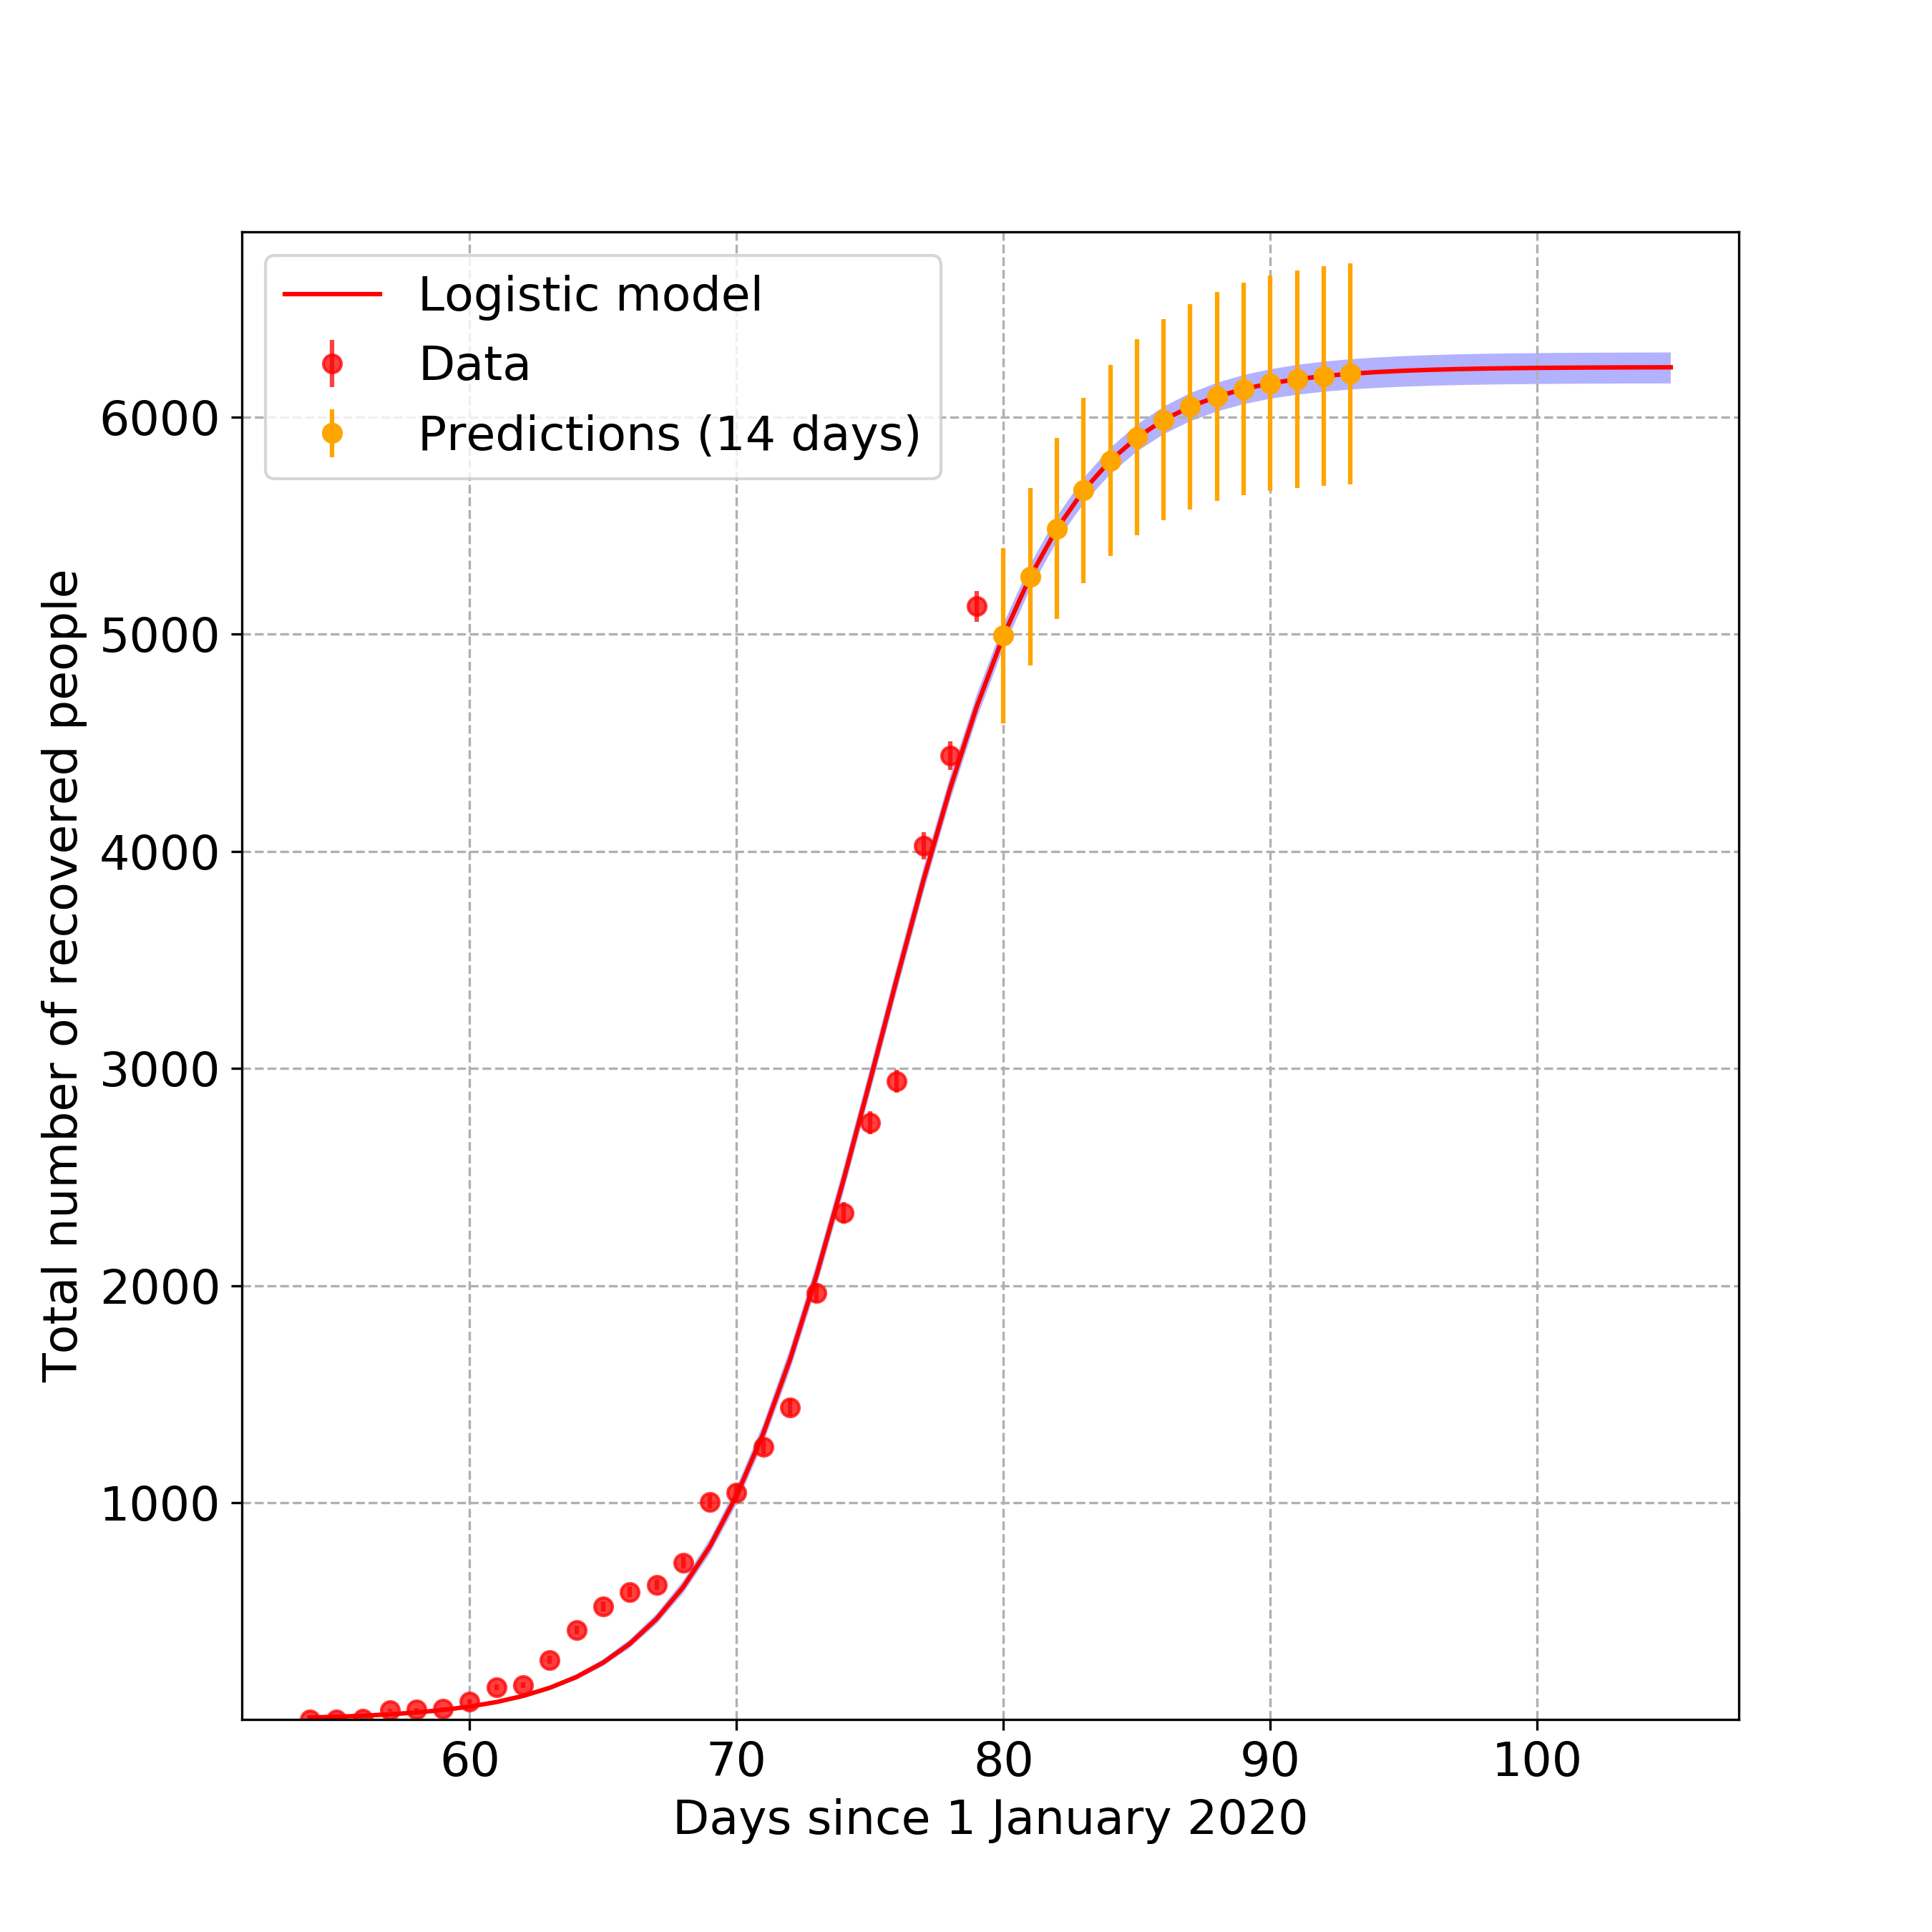 Logistic model
Data
Predictions (14 days)
Total number of recovered people
6000
5000
4000
3000
2000
1000
60 70 80 90 100
Days since 1 January 2020